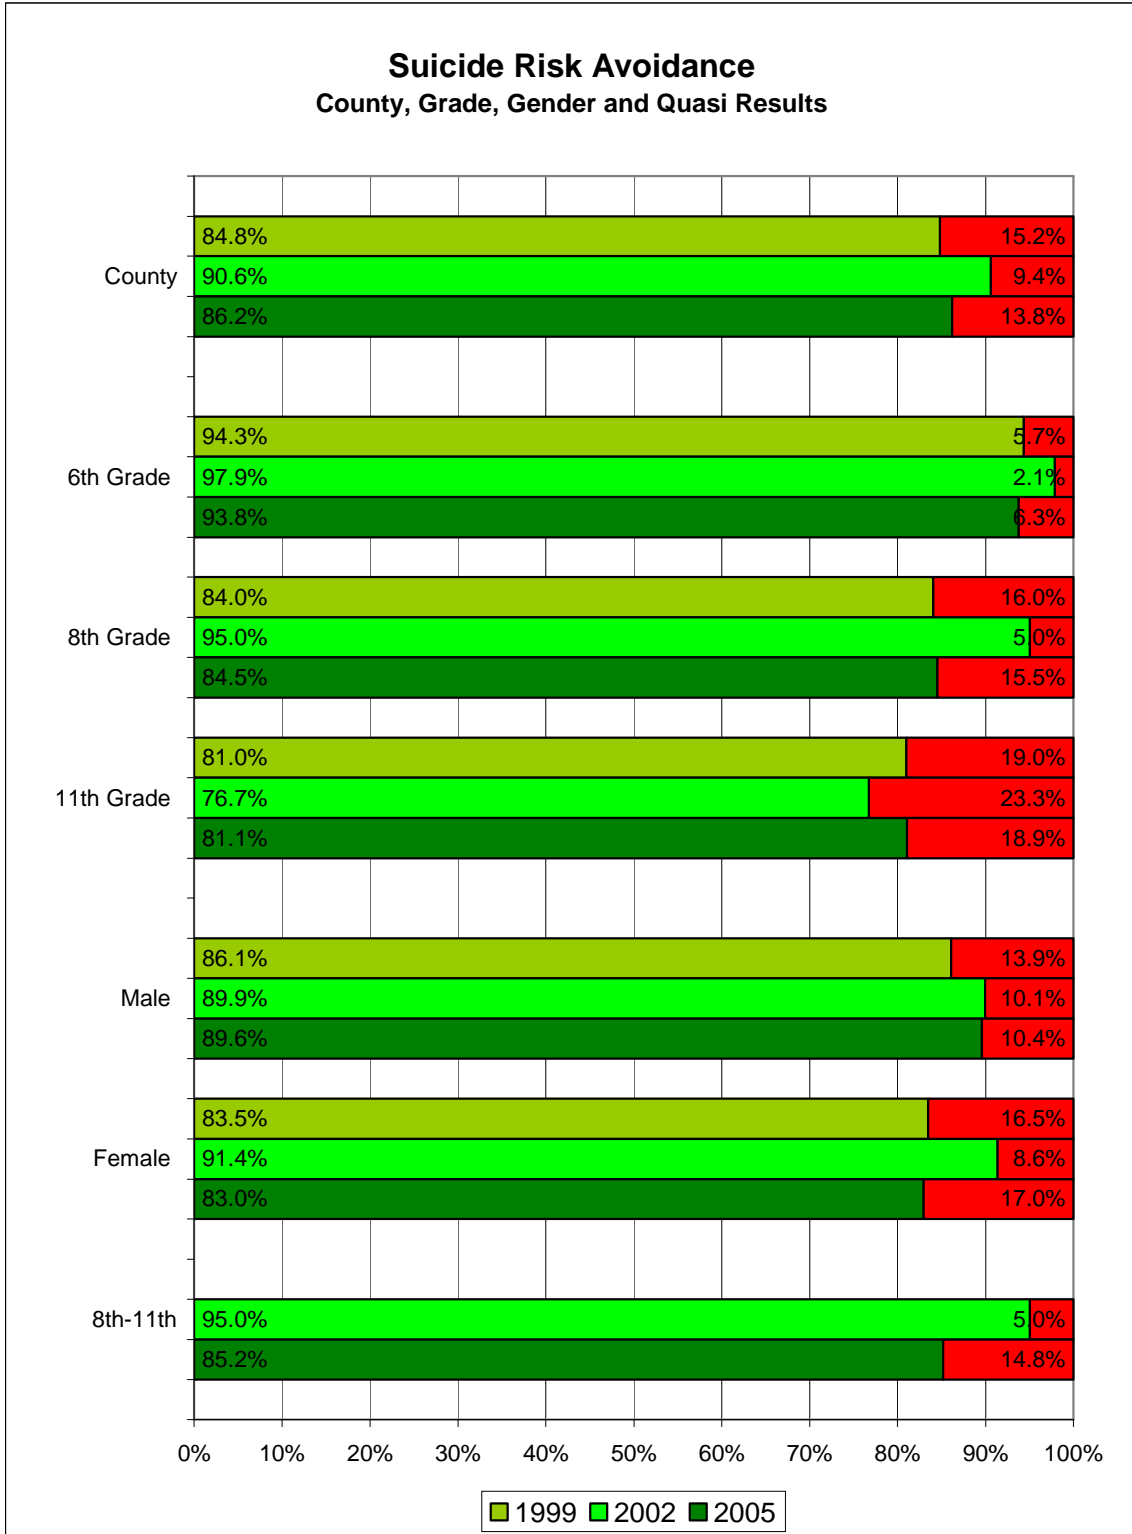 Suicide Risk Avoidance
County, Grade, Gender and Quasi Results
84.8% 15.2%
County 90.6% 9.4%
86.2% 13.8%
94.3% 5.7%
6th Grade 97.9% 2.1%
93.8% 6.3%
84.0% 16.0%
8th Grade 95.0% 5.0%
84.5% 15.5%
81.0% 19.0%
11th Grade 76.7% 23.3%
81.1% 18.9%
86.1% 13.9%
Male 89.9% 10.1%
89.6% 10.4%
83.5% 16.5%
Female 91.4% 8.6%
83.0% 17.0%
8th-11th 95.0% 5.0%
85.2% 14.8%
0% 10% 20% 30% 40% 50% 60% 70% 80% 90% 100%
1999 2002 2005